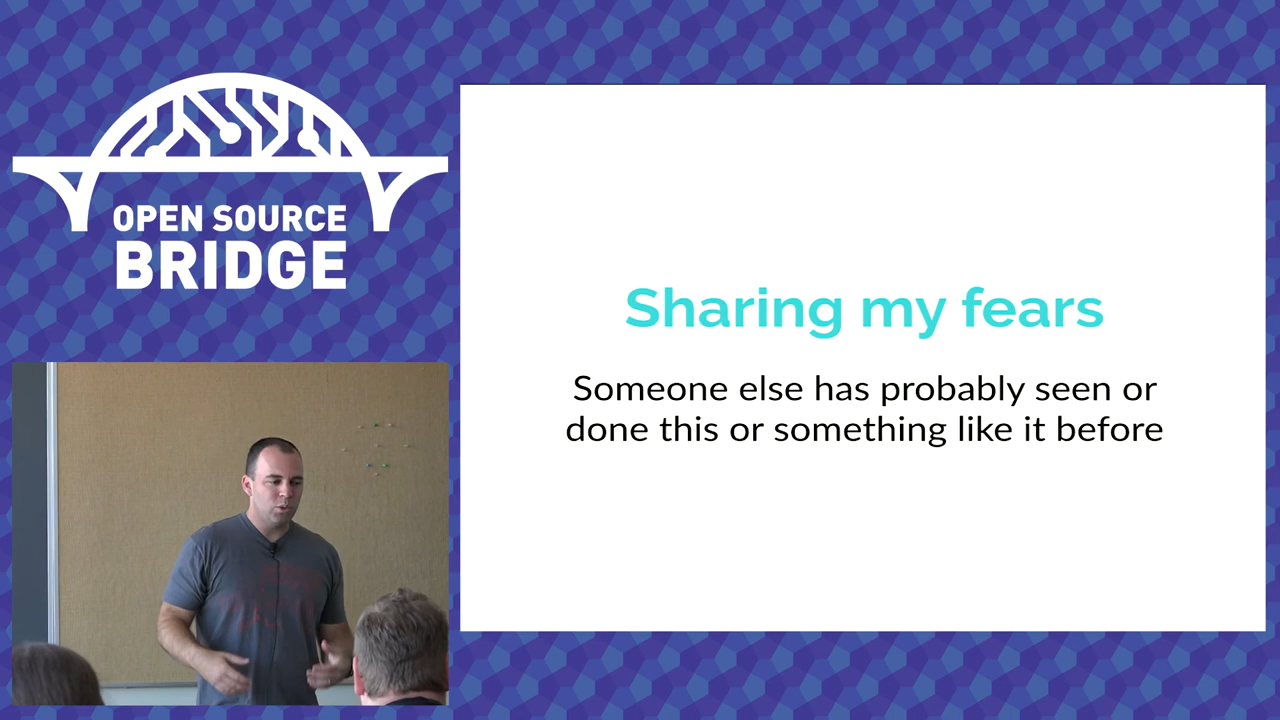 OPEN SOURCE
BRIDGE
Sharing my fears
Someone else has probably seen or
done this or something like it before